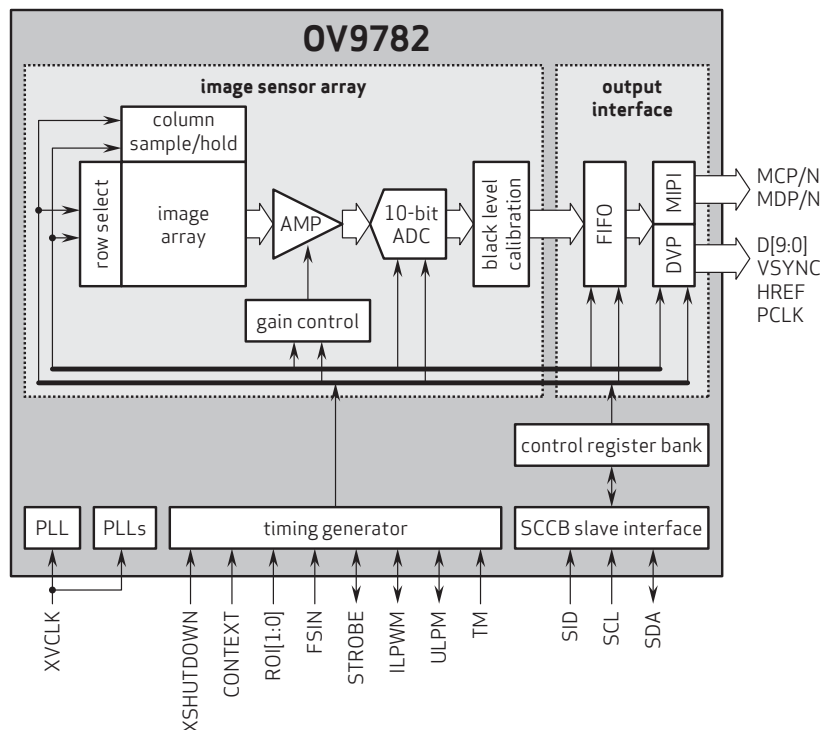 OV9782
image sensor array
output
interface
column
sample/hold
row select
image
array
AMP
10-bit
ADC
black level
calibration
FIFO
MIPI
DVP
MCP/N
MDP/N
D[9:0]
VSYNC
HREF
PCLK
gain control
control register bank
PLL
PLLs
timing generator
SCCB slave interface
XVCLK
XSHUTDOWN
CONTEXT
ROI[1:0]
FSIN
STROBE
ILPWM
ULPM
TM
SID
SCL
SDA